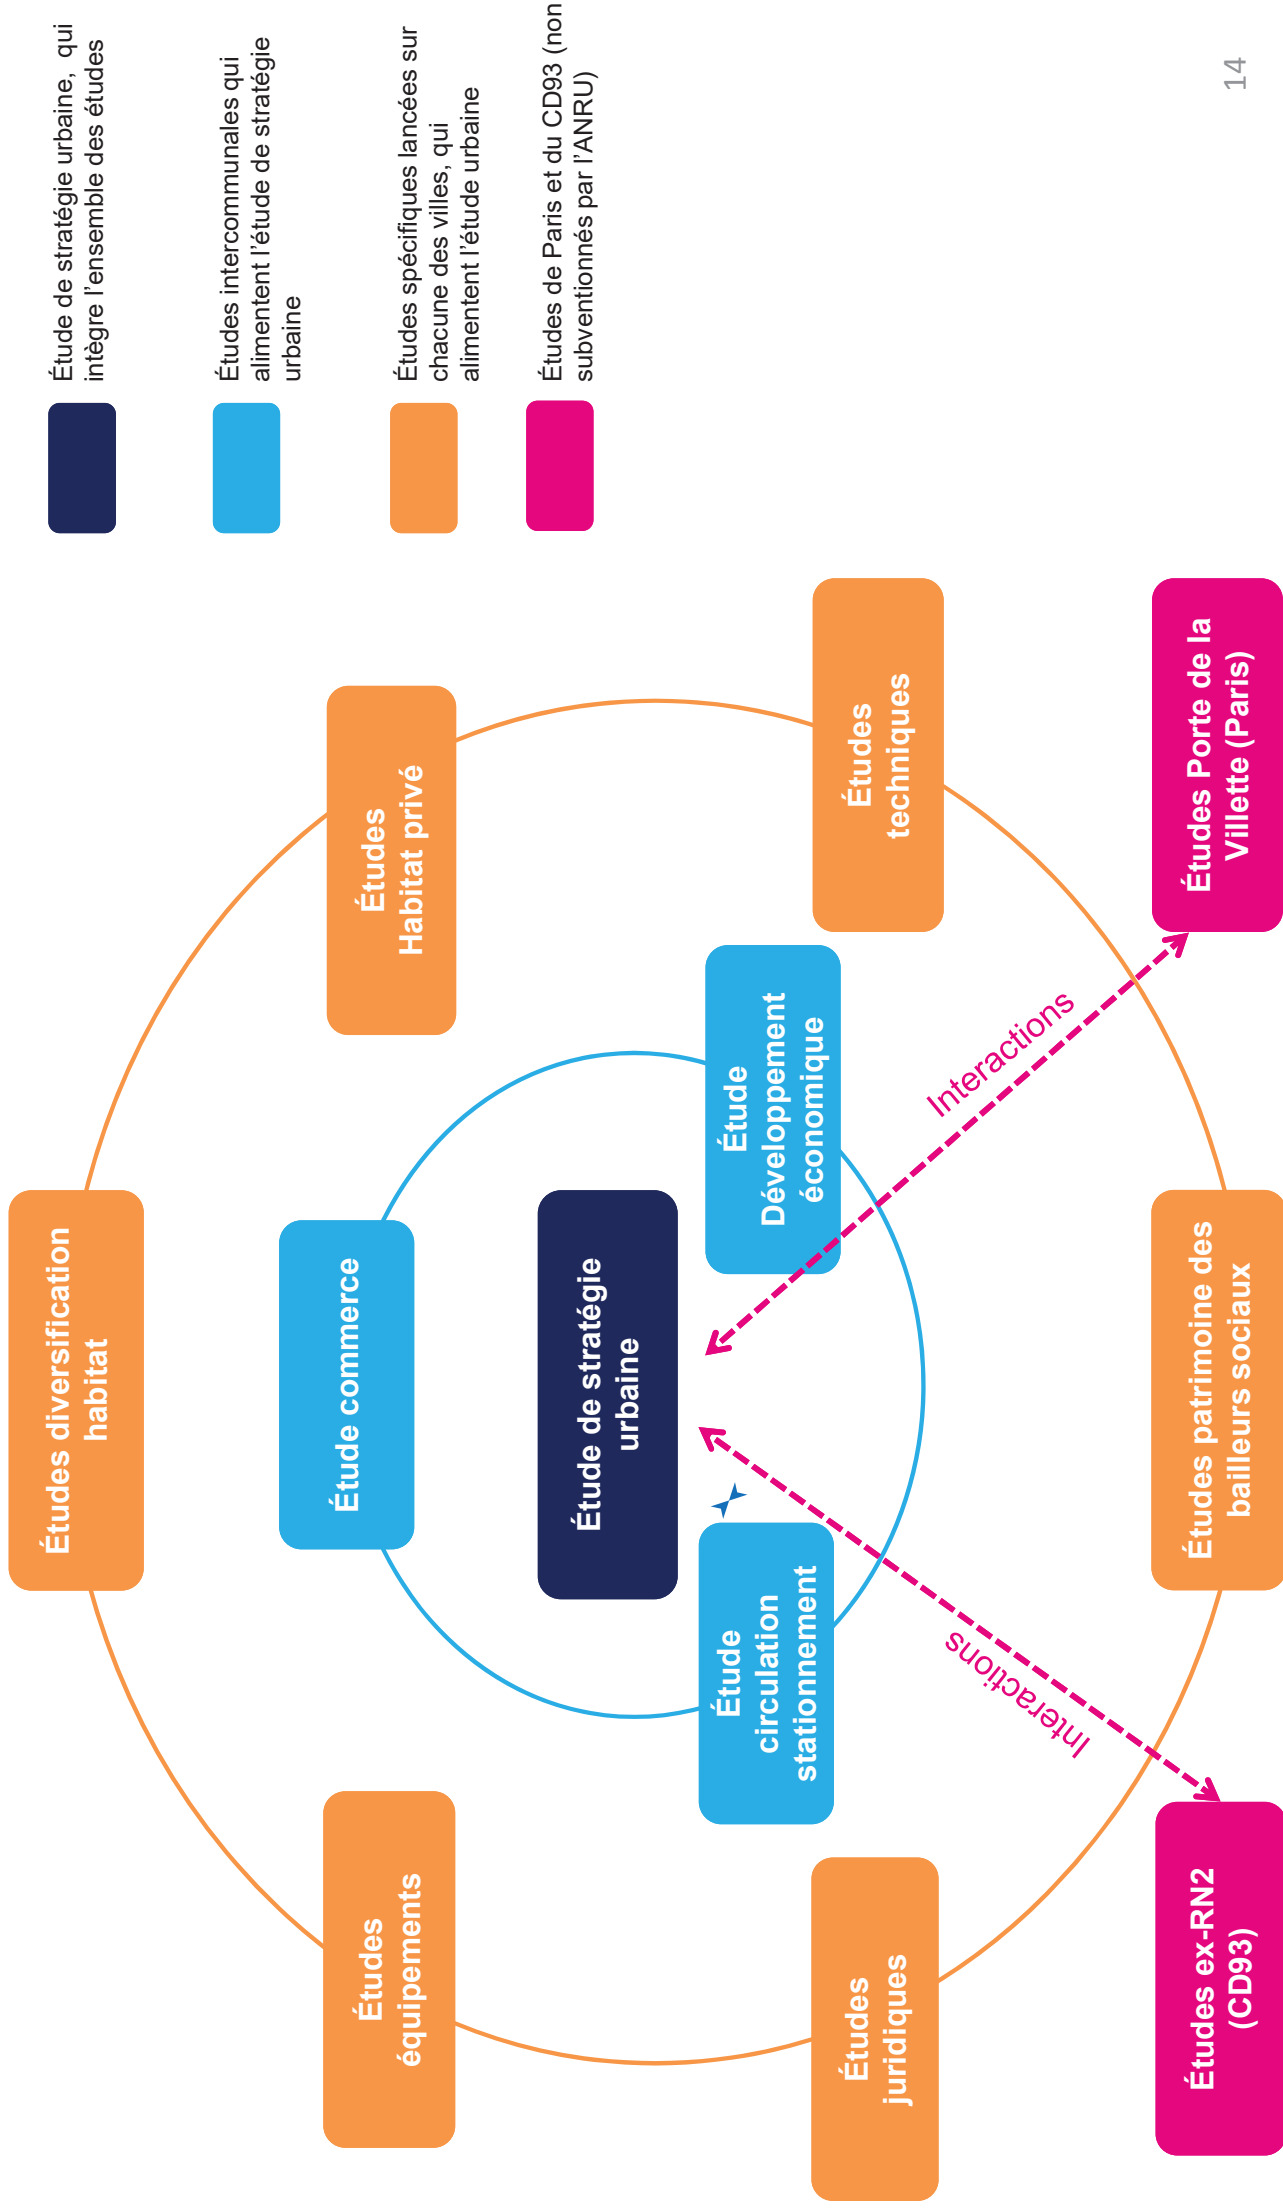 Études diversification
habitat
Études
équipements
Études
Habitat privé
Étude commerce
Étude de stratégie
urbaine
Étude
circulation
stationnement
Étude
Développement
économique
Études
juridiques
Études
techniques
Interactions
Interactions
Études ex-RN2
(CD93)
Études patrimoine des
bailleurs sociaux
Études Porte de la
Villette (Paris)
Étude de stratégie urbaine, qui
intègre l'ensemble des études
Études intercommunales qui
alimentent l'étude de stratégie
urbaine
Études spécifiques lancées sur
chacune des villes, qui
alimentent l'étude urbaine
Études de Paris et du CD93 (non
subventionnés par l'ANRU)
14